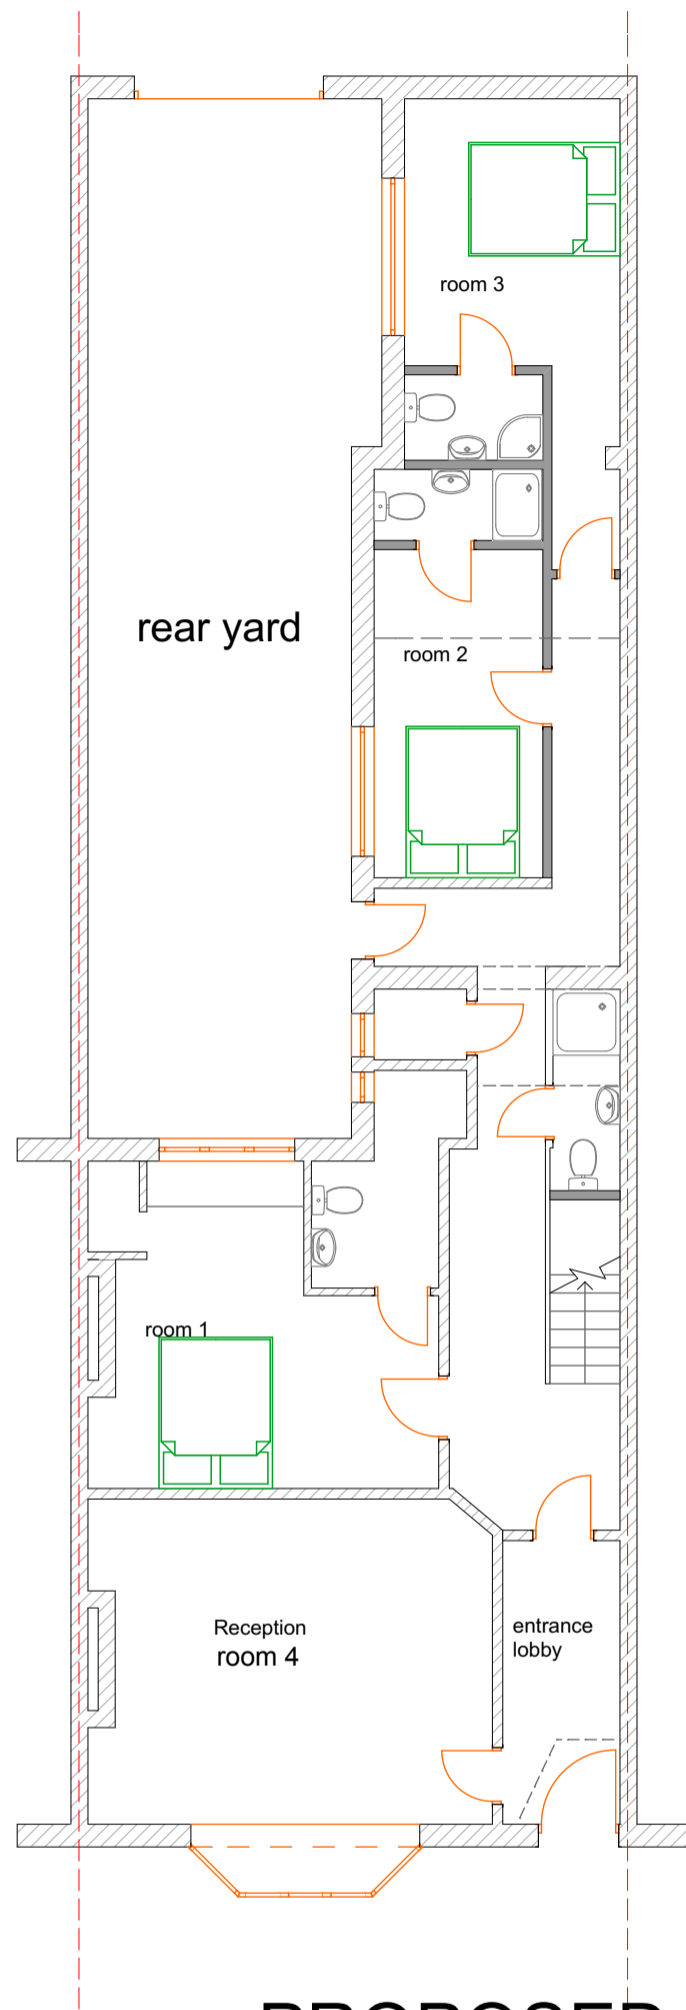 room 3
rear yard
room 2
room 1
Reception
room 4
entrance
lobby